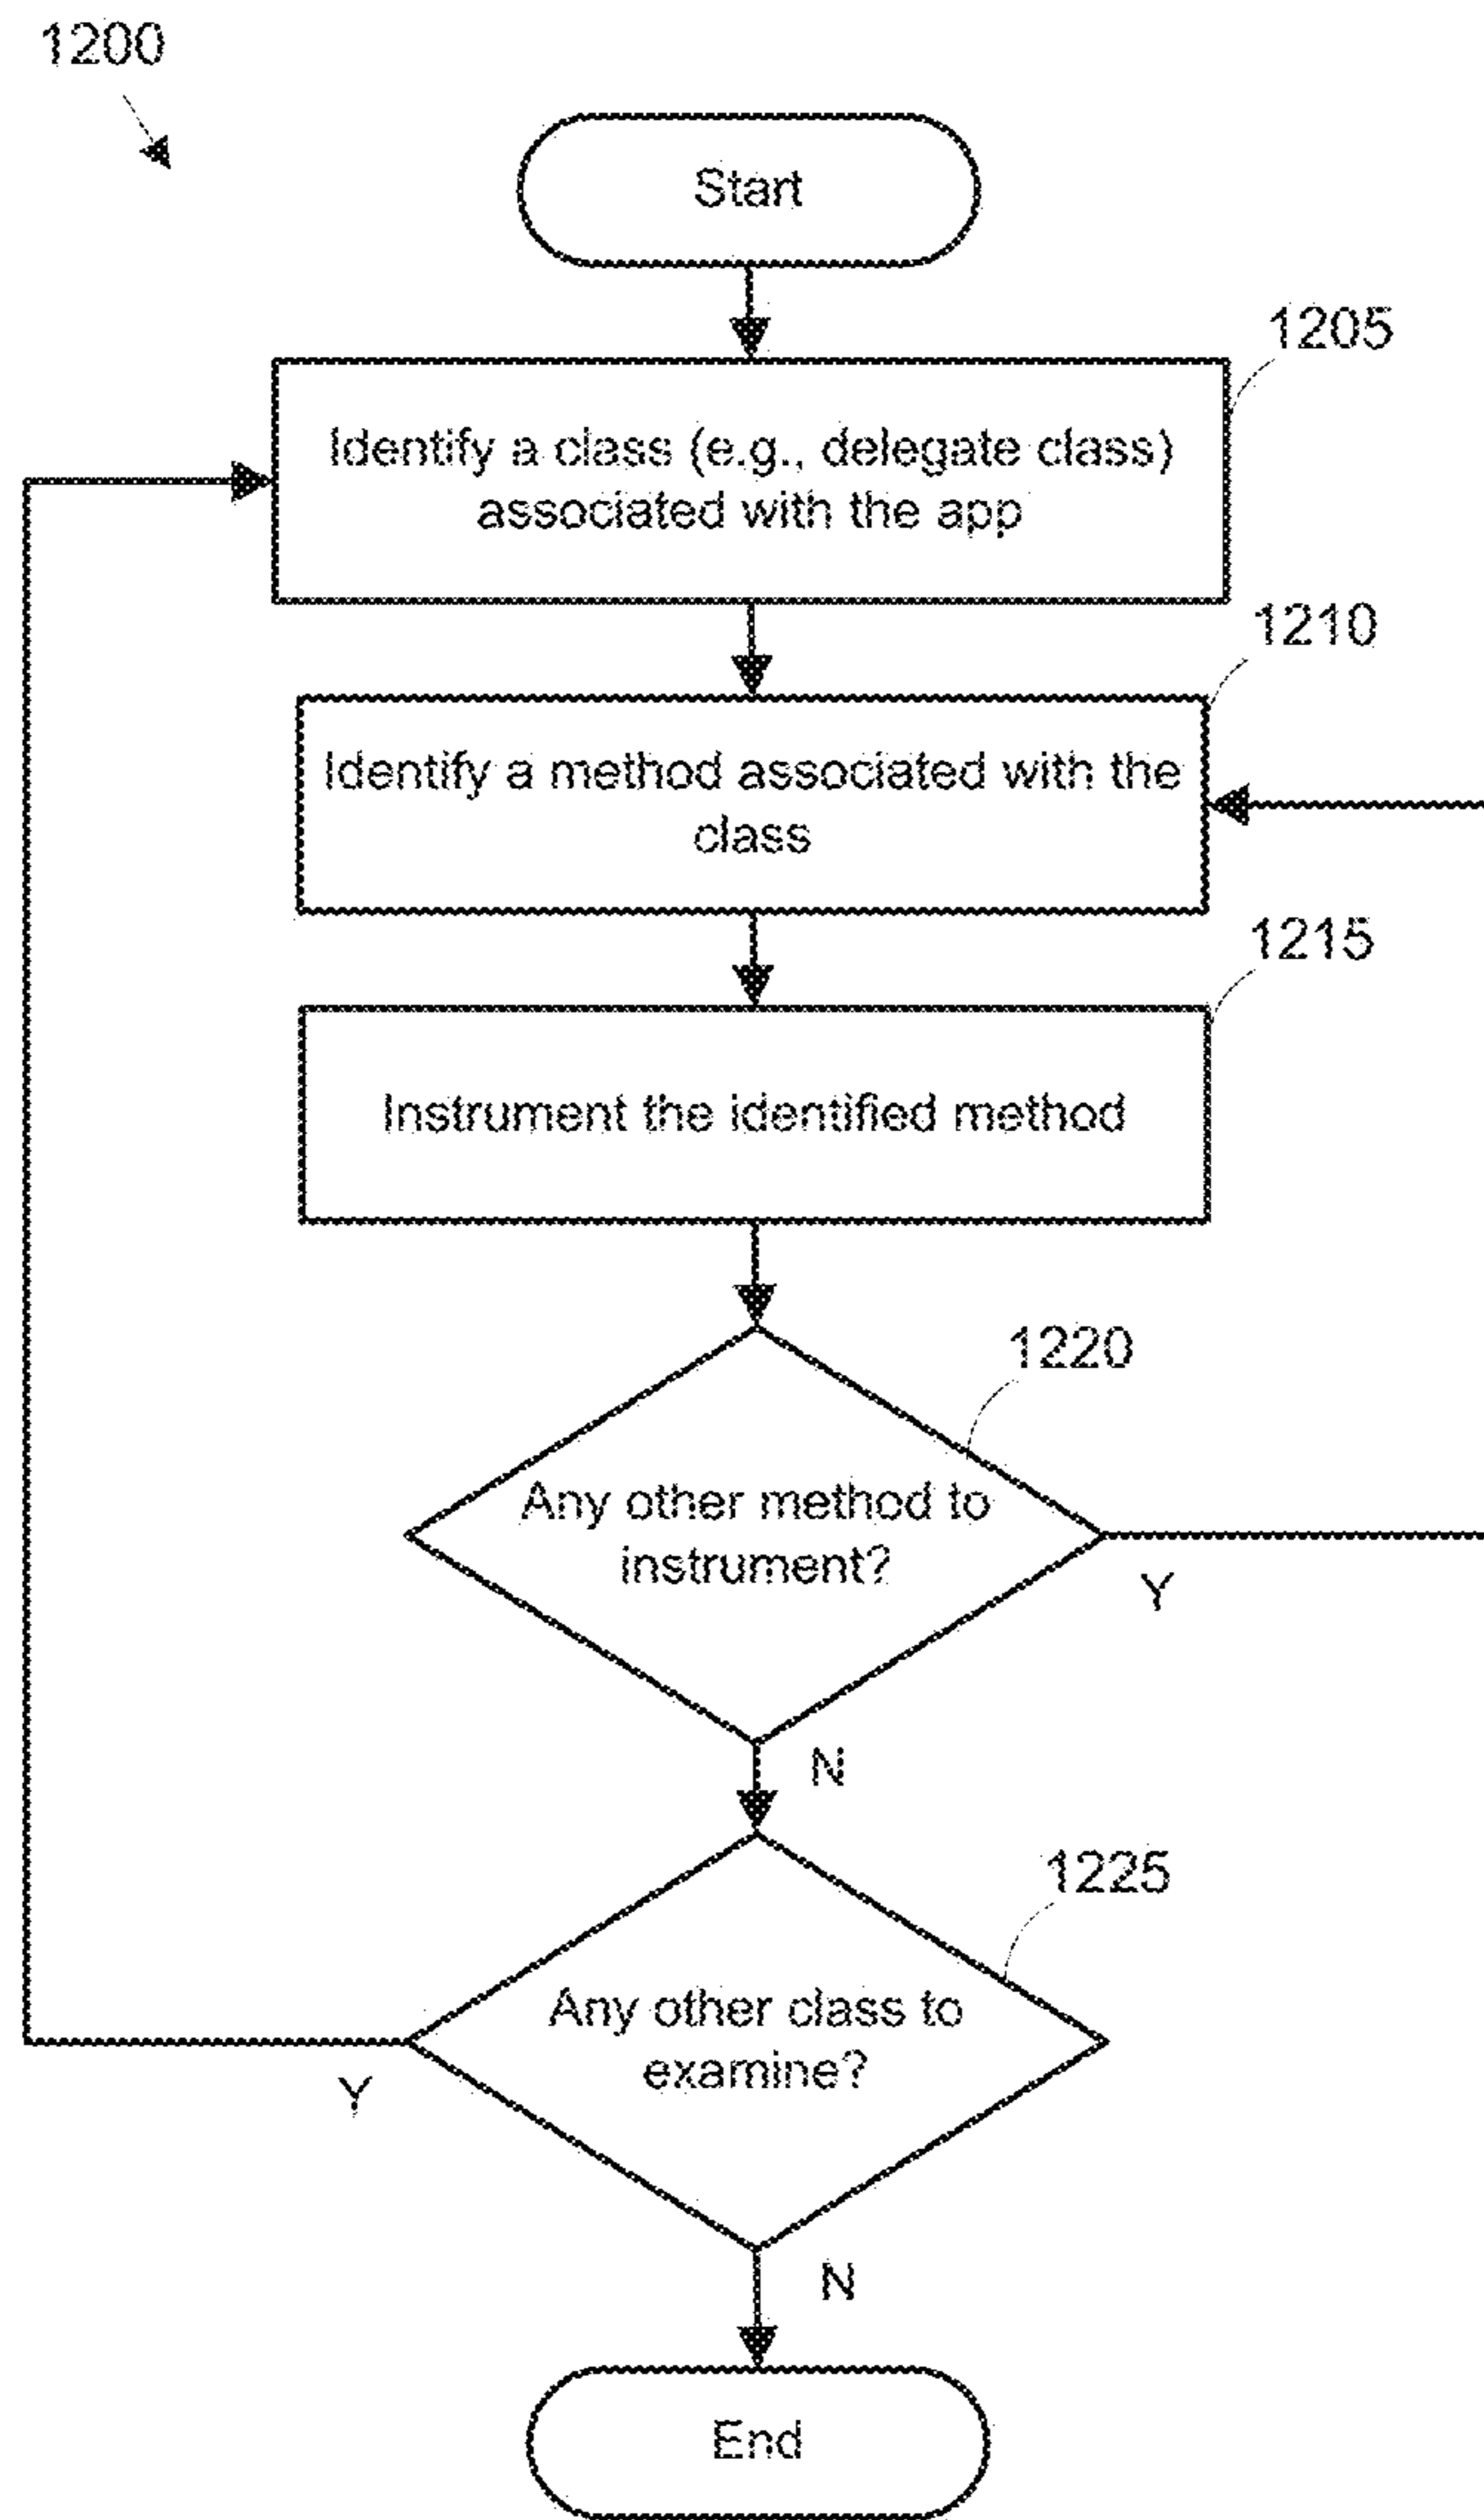 1200
Start
1205
Identify a class (e.g., delegate class)
associated with the app
1210
Identify a method associated with the
class
1215
Instrument the identified method
1220
Any other method to
instrument?
Y
N
1225
Any other class to
examine?
Y
N
End